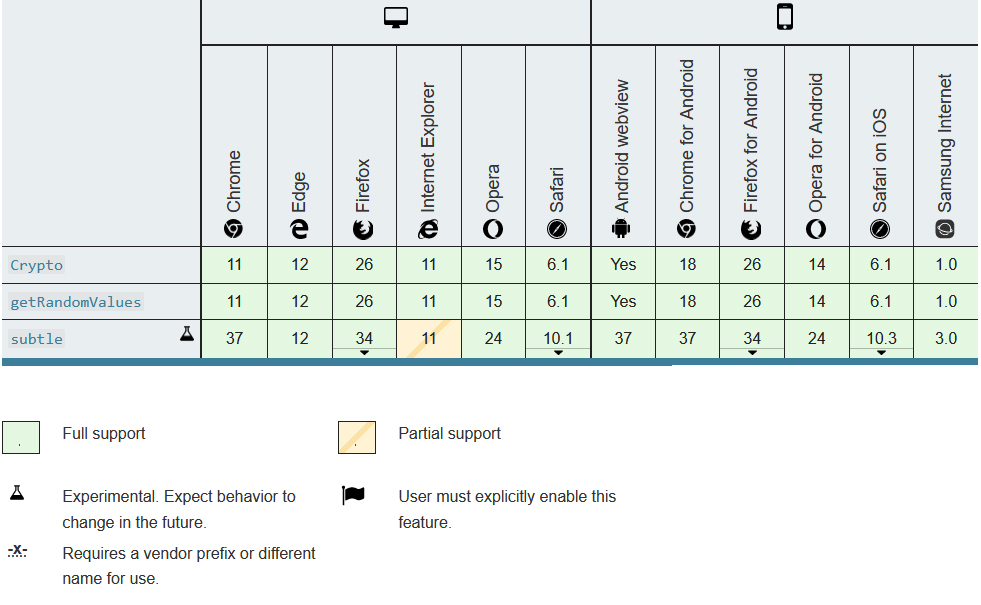 Chrome Edge Firefox Internet Explorer Opera Safari Android webview Chrome for Android Firefox for Android Opera for Android Safari on iOS Samsung Internet
Crypto 11 12 26 11 15 6.1 Yes 18 26 14 6.1 1.0
getRandomValues 11 12 26 11 15 6.1 Yes 18 26 14 6.1 1.0
subtle 37 12 34 11 24 10.1 37 37 34 24 10.3 3.0
. Full support . Partial support
Experimental. Expect behavior to
change in the future.
User must explicitly enable this
feature.
-x- Requires a vendor prefix or different
name for use.